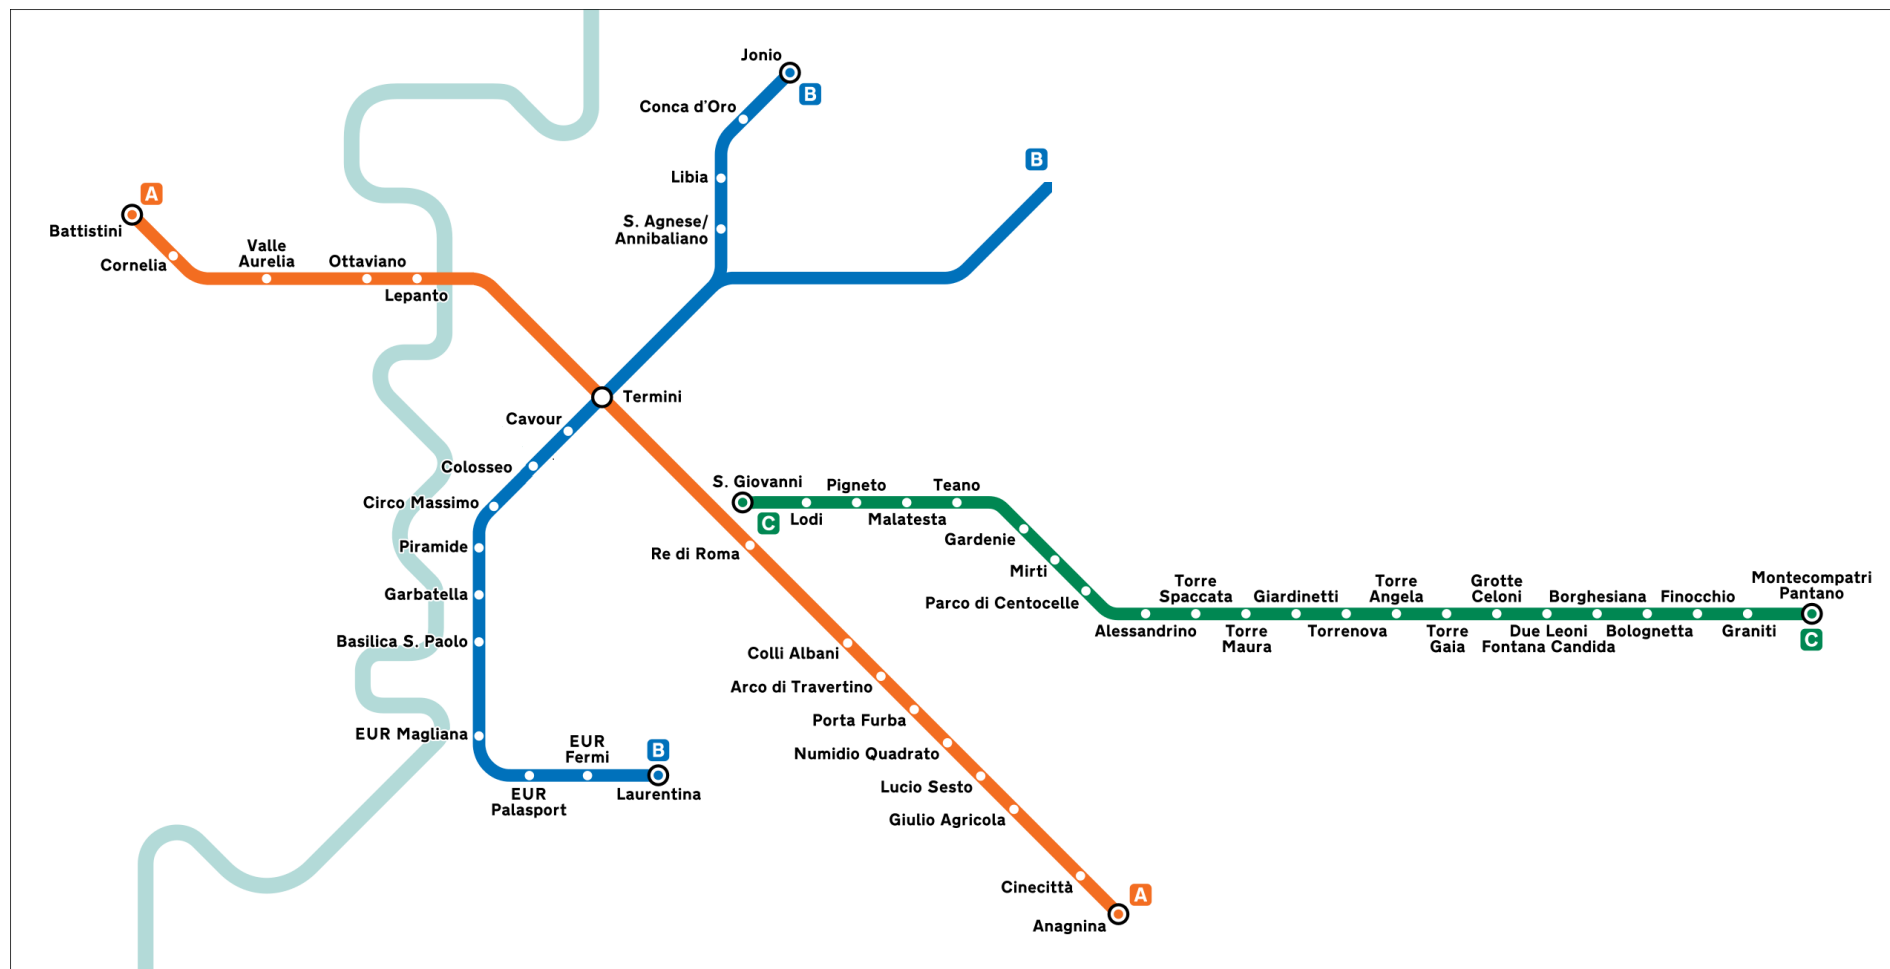 Jonio
B
Conca d'Oro
B
Libia
A
S. Agnese/
Annibaliano
Battistini
Cornelia
Valle
Aurelia
Ottaviano
Lepanto
Termini
Cavour
Colosseo
Circo Massimo
Piramide
Garbatella
Basilica S. Paolo
EUR Magliana
EUR
Palasport
EUR
Fermi
B
Laurentina
S. Giovanni
C
Lodi
Pigneto
Malatesta
Teano
Gardenie
Mirti
Parco di Centocelle
Alessandrino
Torre
Spaccata
Torre
Maura
Giardinetti
Torrenova
Torre
Angela
Torre
Gaia
Grotte
Celoni
Due Leoni
Fontana Candida
Borghesiana
Bolognetta
Finocchio
Graniti
Montecompatri
Pantano
C
Re di Roma
Colli Albani
Arco di Travertino
Porta Furba
Numidio Quadrato
Lucio Sesto
Giulio Agricola
Cinecittà
A
Anagnina